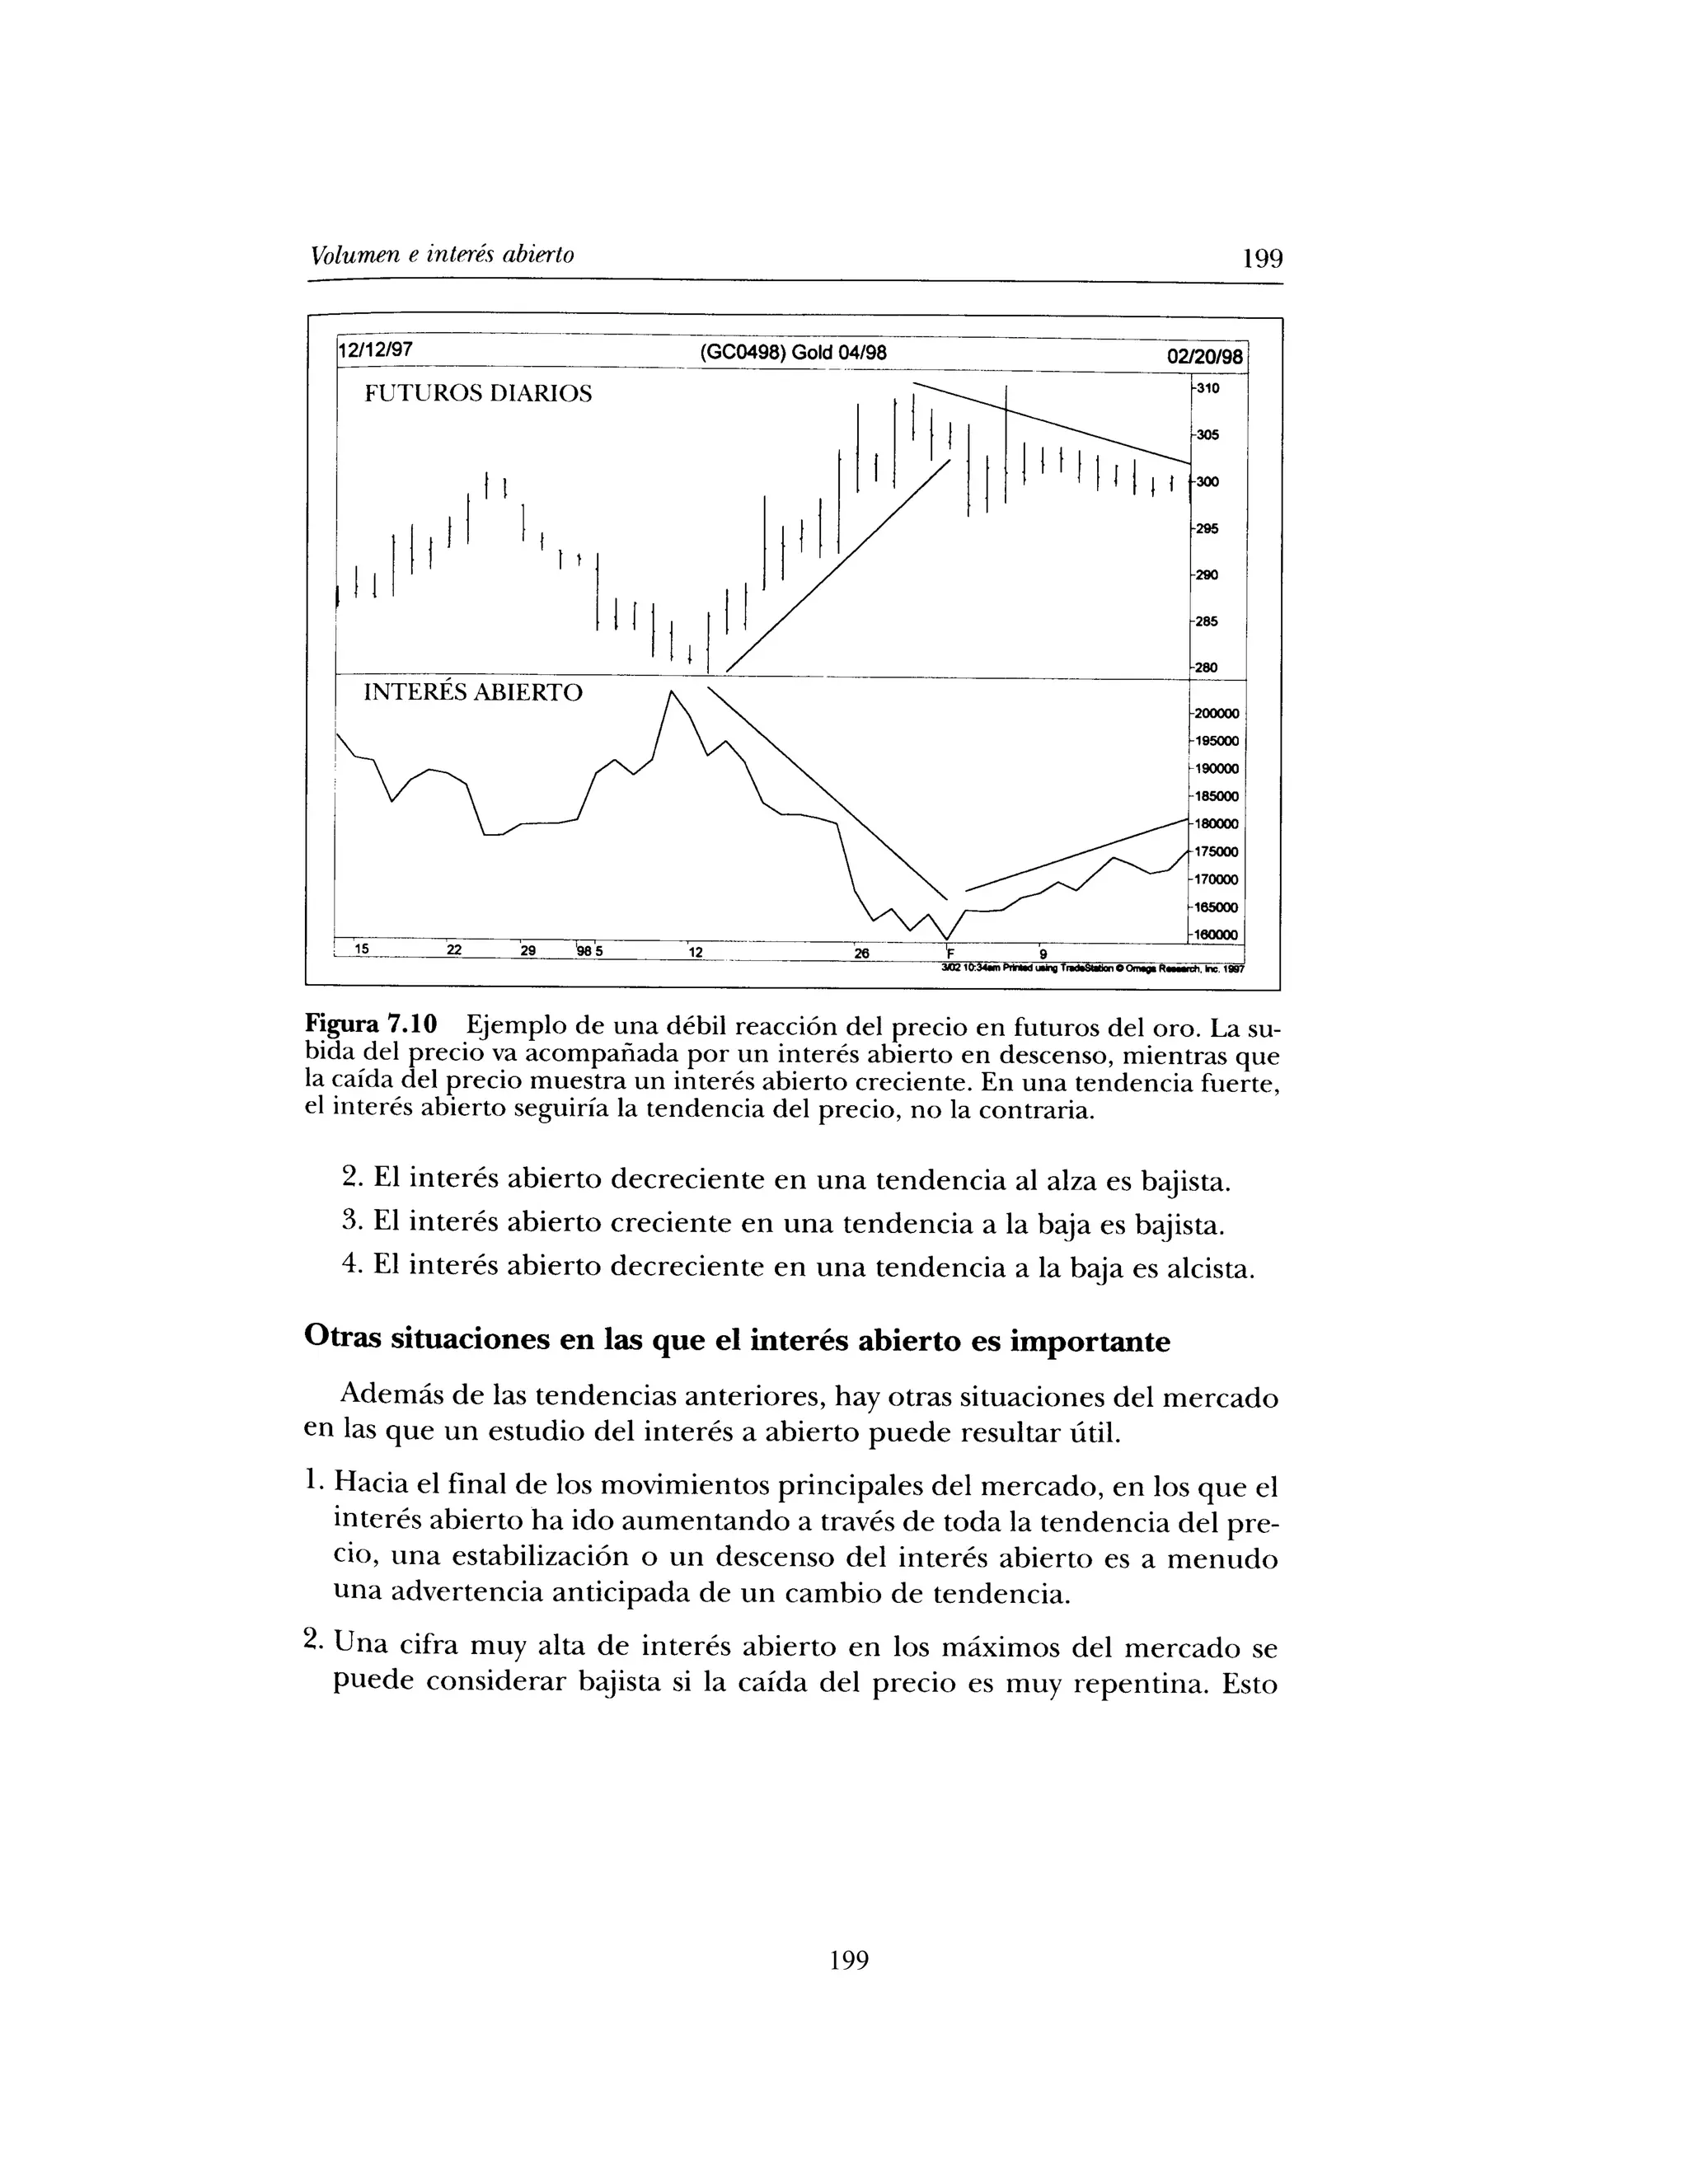 Volumen e interés abierto 199
12/12/97 (GC0498) Gold 04/98 02/20/98
FUTUROS DIARIOS
310
305
300
295
290
285
280
INTERÉS ABIERTO
200000
195000
190000
185000
180000
175000
170000
165000
160000
15 22 29 '98 5 12 26 F 9
3/02 10:34am Printed using TradeStation © Omega Research, Inc. 1997
Figura 7.10 Ejemplo de una débil reacción del precio en futuros del oro. La su-
bida del precio va acompañada por un interés abierto en descenso, mientras que
la caída del precio muestra un interés abierto creciente. En una tendencia fuerte,
el interés abierto seguiría la tendencia del precio, no la contraria.
2. El interés abierto decreciente en una tendencia al alza es bajista.
3. El interés abierto creciente en una tendencia a la baja es bajista.
4. El interés abierto decreciente en una tendencia a la baja es alcista.
Otras situaciones en las que el interés abierto es importante
Además de las tendencias anteriores, hay otras situaciones del mercado
en las que un estudio del interés a abierto puede resultar útil.
1. Hacia el final de los movimientos principales del mercado, en los que el
interés abierto ha ido aumentando a través de toda la tendencia del pre-
cio, una estabilización o un descenso del interés abierto es a menudo
una advertencia anticipada de un cambio de tendencia.
2. Una cifra muy alta de interés abierto en los máximos del mercado se
puede considerar bajista si la caída del precio es muy repentina. Esto
199